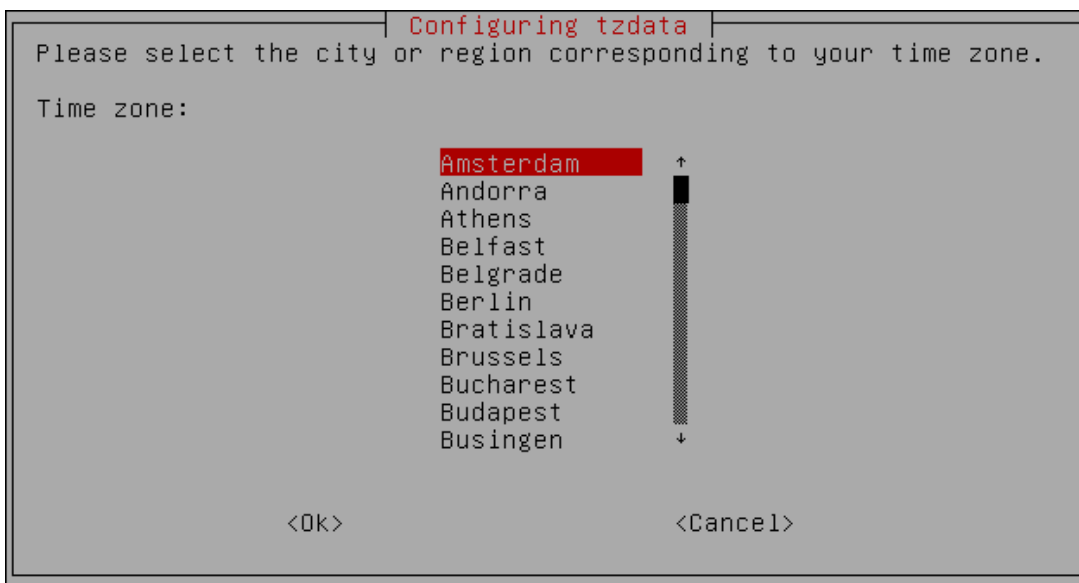 Configuring tzdata
Please select the city or region corresponding to your time zone.
Time zone:
Amsterdam
Andorra
Athens
Belfast
Belgrade
Berlin
Bratislava
Brussels
Bucharest
Budapest
Busingen
<Ok> <Cancel>